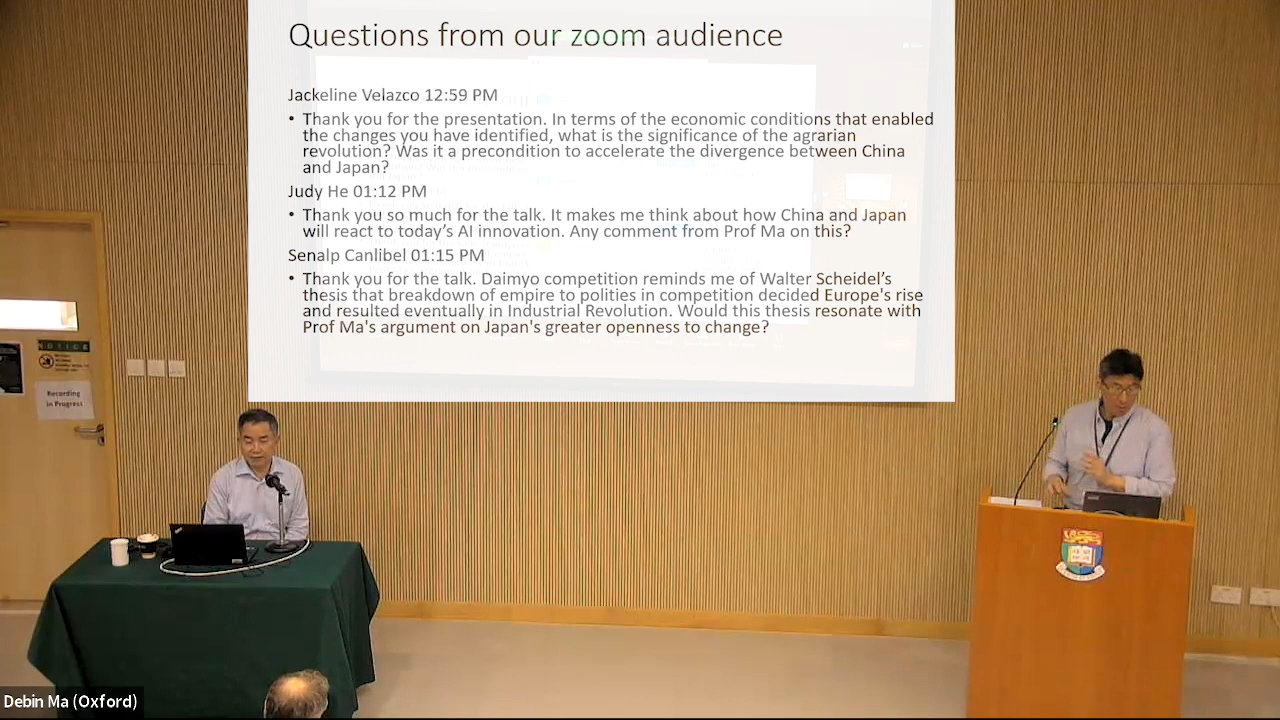 Questions from our zoom audience
Jackeline Velazco 12:59 PM
• Thank you for the presentation. In terms of the economic conditions that enabled
the changes you have identified, what is the significance of the agrarian
revolution? Was it a precondition to accelerate the divergence between China
and Japan?
Judy He 01:12 PM
• Thank you so much for the talk. It makes me think about how China and Japan
will react to today’s AI innovation. Any comment from Prof Ma on this?
Senalp Canlibel 01:15 PM
• Thank you for the talk. Daimyo competition reminds me of Walter Scheidel’s
thesis that breakdown of empire to polities in competition decided Europe's rise
and resulted eventually in Industrial Revolution. Would this thesis resonate with
Prof Ma's argument on Japan's greater openness to change?
NOTICE
Recording
in Progress
Debin Ma (Oxford)